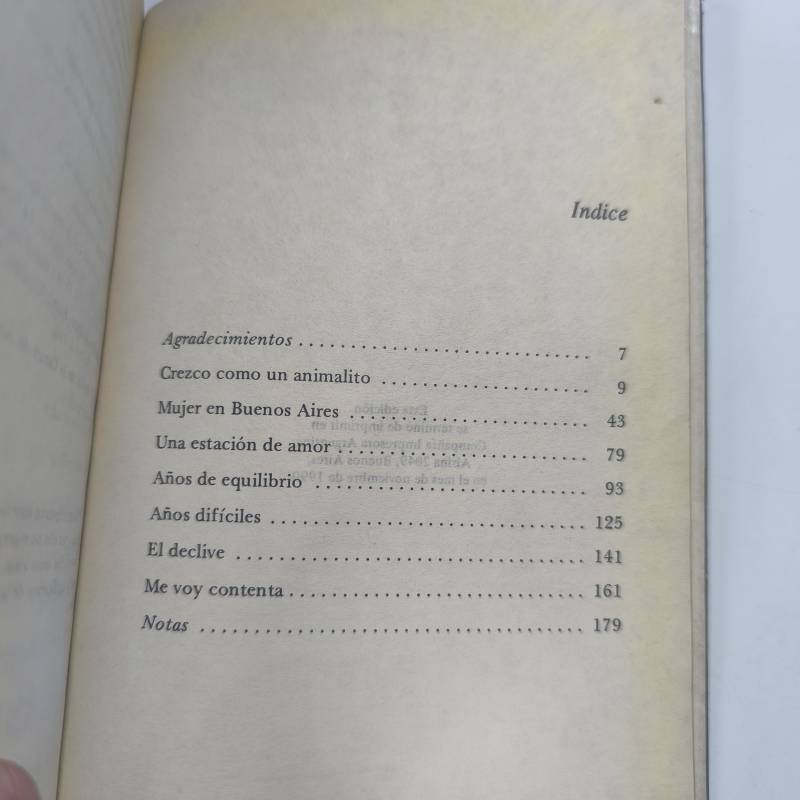 Indice
Agradecimientos . . . . . . . . . . . . . . . . . . . . . . . . . . . . 7
Crezco como un animalito . . . . . . . . . . . . . . . . . . . . 9
Mujer en Buenos Aires . . . . . . . . . . . . . . . . . . . . . . . 43
Una estación de amor . . . . . . . . . . . . . . . . . . . . . . . . 79
Años de equilibrio . . . . . . . . . . . . . . . . . . . . . . . . . . 93
Años difíciles . . . . . . . . . . . . . . . . . . . . . . . . . . . . . . 125
El declive . . . . . . . . . . . . . . . . . . . . . . . . . . . . . . . . . 141
Me voy contenta . . . . . . . . . . . . . . . . . . . . . . . . . . . . 161
Notas . . . . . . . . . . . . . . . . . . . . . . . . . . . . . . . . . . . . 179